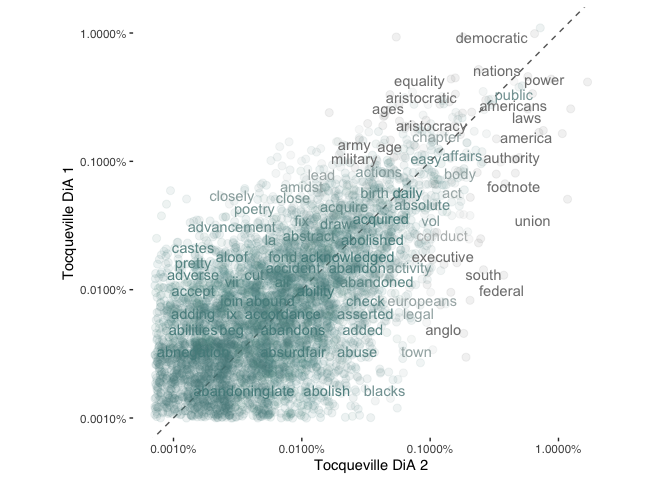 1.0000%
democratic
nations
power
equality
public
aristocratic
americans
ages
laws
aristocracy
chapter
america
army
age
0.1000%
military
easy
affairs
authority
lead
actions
body
amidst
footnote
closely
close
birth
daily
act
poetry
acquire
absolute
fix
draw
acquired
vol
union
advancement
la
abstract
abolished
conduct
castes
aloof
fond
acknowledged
executive
pretty
accident
abandon
activity
adverse
cut
south
vii
all
abandoned
0.0100%
accept
ability
federal
join
abound
check
europeans
adding
ix
accordance
asserted
legal
abilities
beg
abandons
added
anglo
absurd
fair
abuse
town
abandoning
late
abolish
blacks
0.0010%
0.0010%
0.0100%
0.1000%
1.0000%
Tocqueville DiA 2
Tocqueville DiA 1